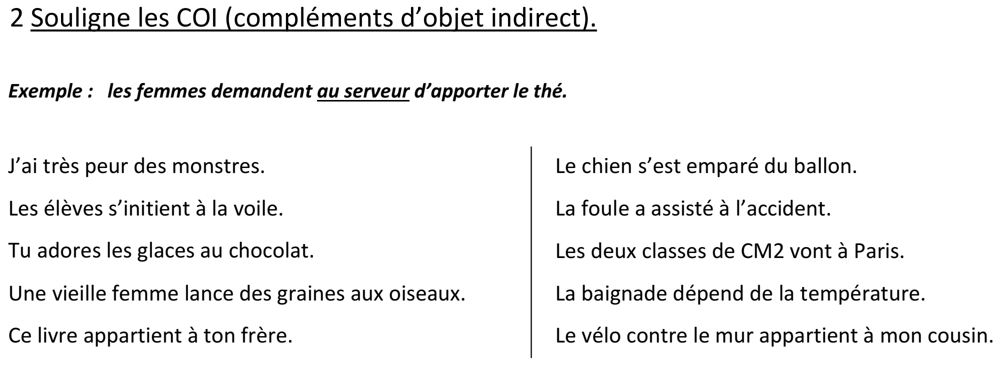 2 Souligne les COI (compléments d’objet indirect).
Exemple : les femmes demandent au serveur d’apporter le thé.
J’ai très peur des monstres.
Les élèves s’initient à la voile.
Tu adores les glaces au chocolat.
Une vieille femme lance des graines aux oiseaux.
Ce livre appartient à ton frère.
Le chien s’est emparé du ballon.
La foule a assisté à l’accident.
Les deux classes de CM2 vont à Paris.
La baignade dépend de la température.
Le vélo contre le mur appartient à mon cousin.